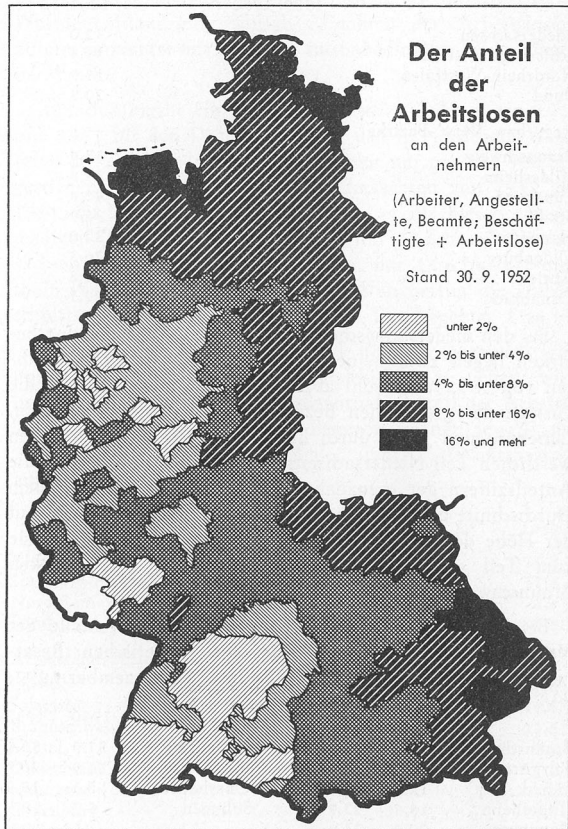 Der Anteil
der
Arbeitslosen
an den Arbeit-
nehmern
(Arbeiter, Angestell-
te, Beamte; Beschäf-
tigte + Arbeitslose)
Stand 30. 9. 1952
unter 2%
2% bis unter 4%
4% bis unter 8%
8% bis unter 16%
16% und mehr